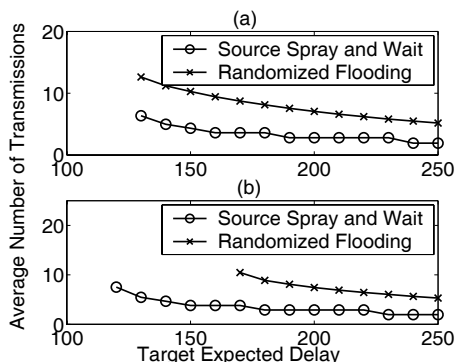 (a)
20
10
0
Source Spray and Wait
Randomized Flooding
100 150 200 250
(b)
20
10
0
Source Spray and Wait
Randomized Flooding
100 150 200 250
Average Number of Transmissions
Target Expected Delay